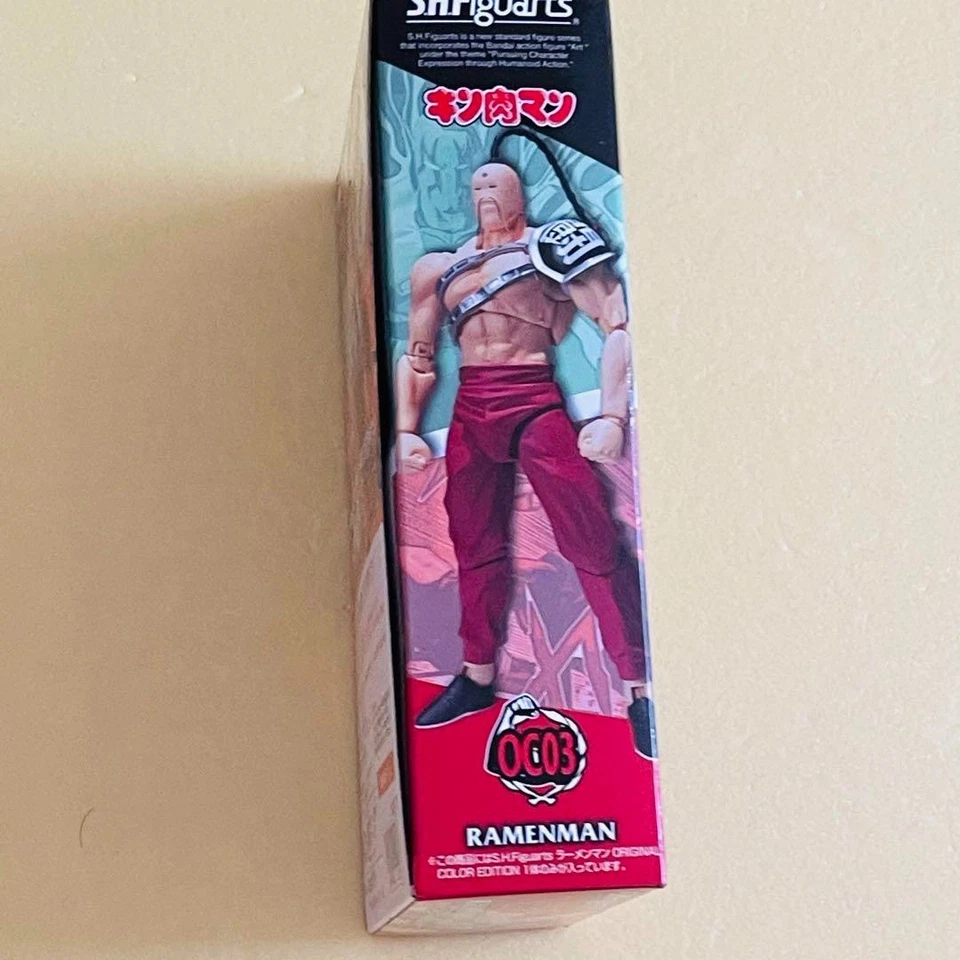 S.H.Figuarts
S.H.Figuarts is a new standard figure series
that incorporates the Bandai action figure "Art"
under the theme "Pursuing Character
Expression through Humanoid Action."
キン肉マン
OC03
RAMENMAN
※この商品にはS.H.Figuarts ラーメンマン ORIGINAL
COLOR EDITION 1体のみが入っています。